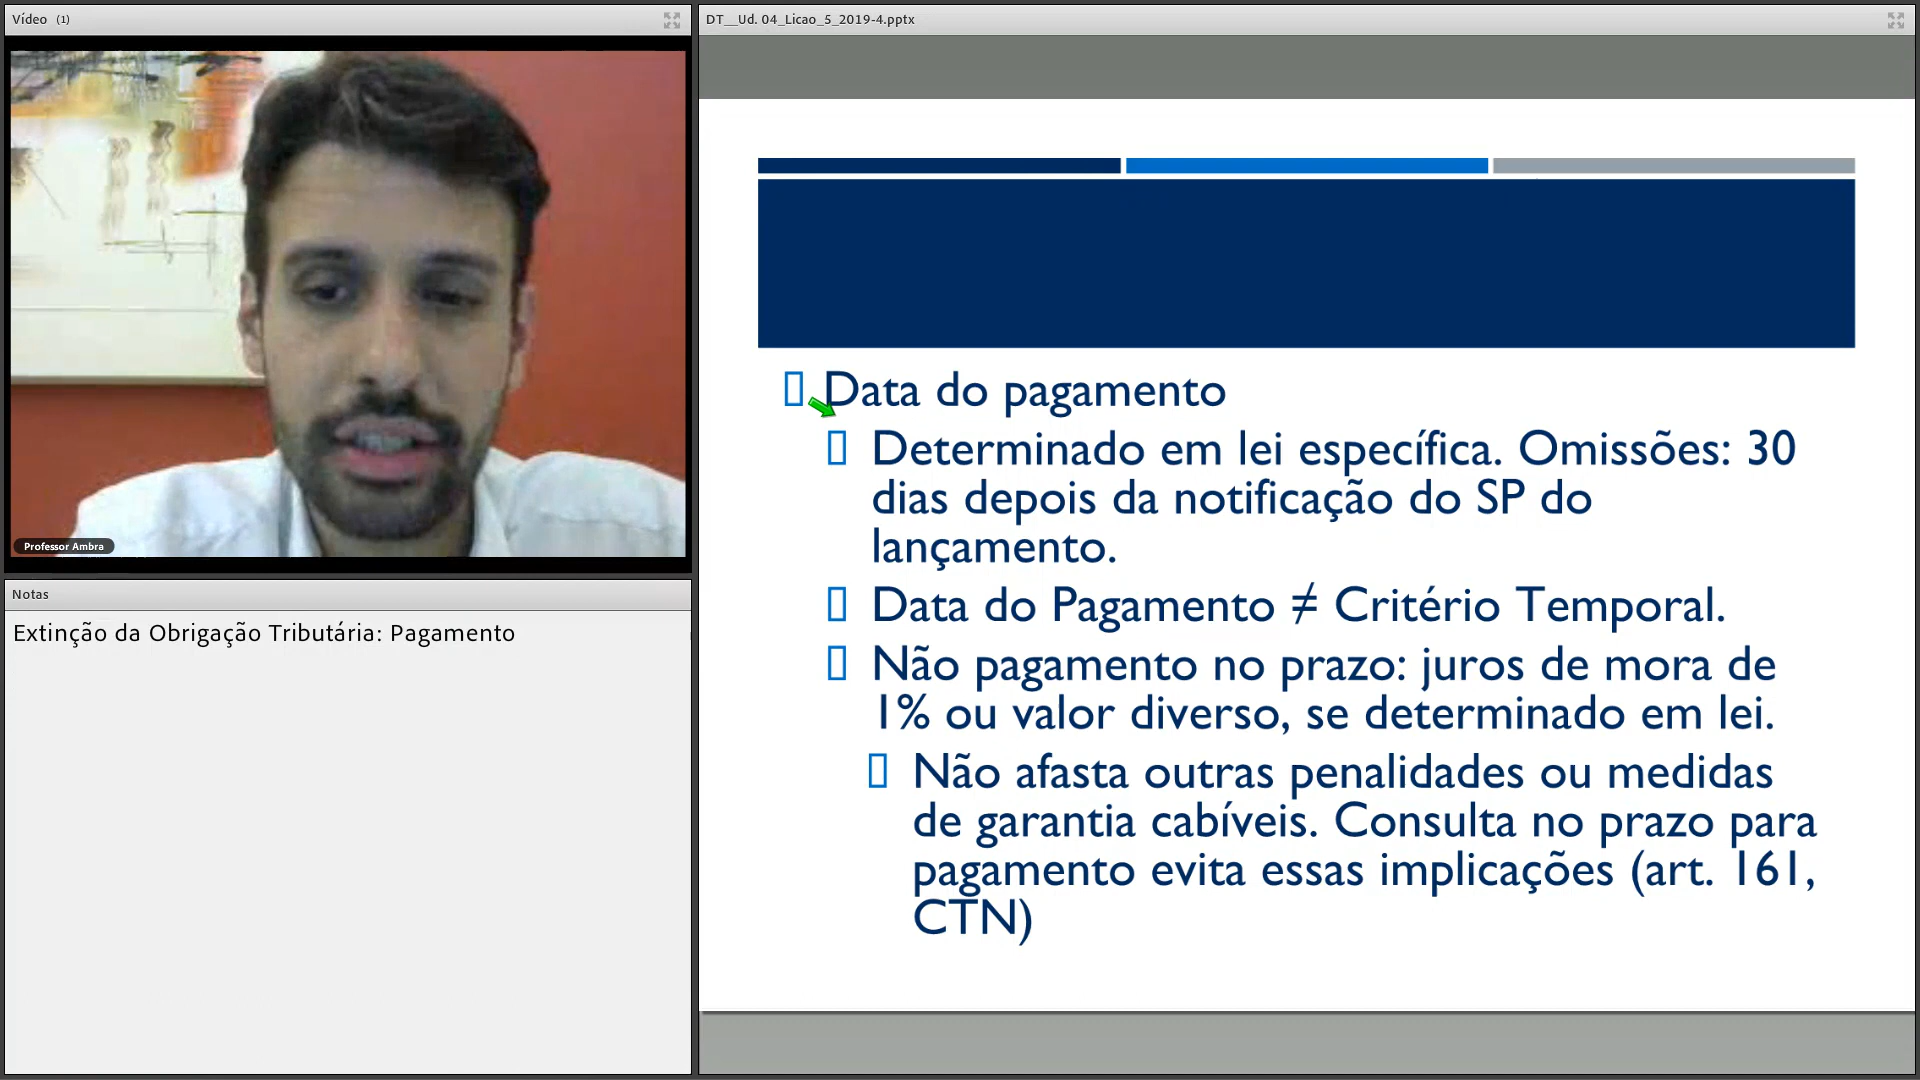 Vídeo (1)
Professor Ambra
Notas
Extinção da Obrigação Tributária: Pagamento
DT__Ud. 04_Licao_5_2019-4.pptx
Data do pagamento
Determinado em lei específica. Omissões: 30
dias depois da notificação do SP do
lançamento.
Data do Pagamento ≠ Critério Temporal.
Não pagamento no prazo: juros de mora de
1% ou valor diverso, se determinado em lei.
Não afasta outras penalidades ou medidas
de garantia cabíveis. Consulta no prazo para
pagamento evita essas implicações (art. 161,
CTN)